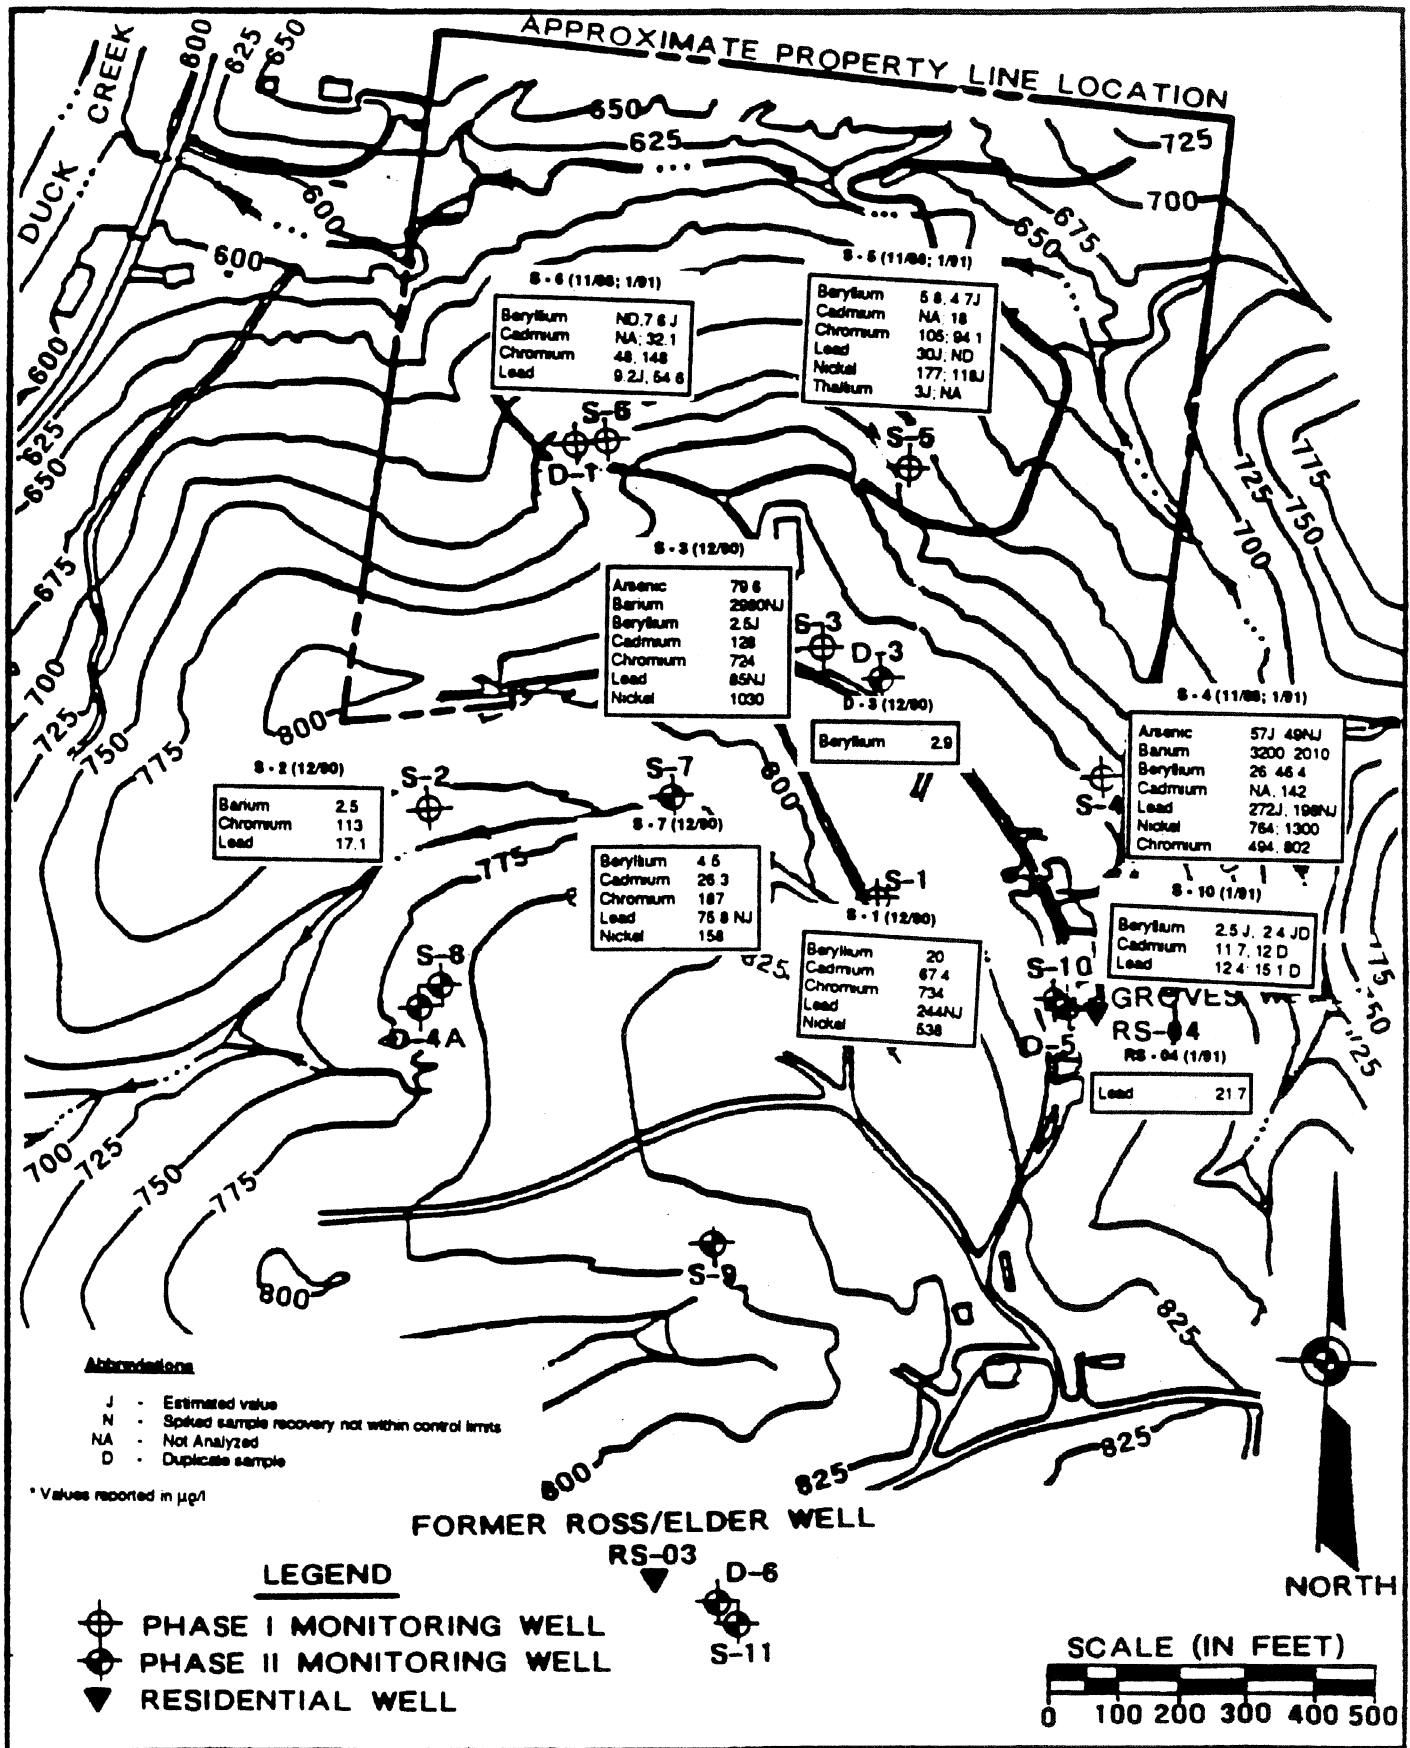 APPROXIMATE PROPERTY LINE LOCATION
DUCK CREEK
800
625
650
650
625
725
700
675
650
600
600
600
625
650
675
700
725
750
775
S - 6 (11/88; 1/91)
Beryllium ND, 7.6 J
Cadmium NA; 32.1
Chromium 48, 148
Lead 9.2J, 54.6
S - 5 (11/88; 1/91)
Beryllium 5.8, 4.7J
Cadmium NA; 18
Chromium 105; 94.1
Lead 30J; ND
Nickel 177; 118J
Thallium 3J; NA
S-6
D-1
S-5
725
775
750
700
S - 3 (12/90)
Arsenic 79.6
Barium 2980NJ
Beryllium 2.5J
Cadmium 128
Chromium 724
Lead 85NJ
Nickel 1030
S-3
D-3
D - 3 (12/90)
Beryllium 2.9
S - 4 (11/88; 1/91)
Arsenic 57J 49NJ
Barium 3200 2010
Beryllium 26 46.4
Cadmium NA, 142
Lead 272J, 198NJ
Nickel 764; 1300
Chromium 494, 802
S-4
800
800
S - 2 (12/90)
Barium 2.5
Chromium 113
Lead 17.1
S-2
S-7
S - 7 (12/90)
Beryllium 4.5
Cadmium 26.3
Chromium 187
Lead 75.8 NJ
Nickel 158
775
S-1
S - 1 (12/90)
Beryllium 20
Cadmium 67.4
Chromium 734
Lead 244NJ
Nickel 538
825
S - 10 (1/91)
Beryllium 2.5 J, 2.4 JD
Cadmium 11.7, 12 D
Lead 12.4 15.1 D
S-10
GROVES WE
RS-04
D-5
RS - 04 (1/91)
Lead 21.7
775
750
725
S-8
D-4A
700
725
750
775
800
S-9
825
825
825
800
Abbreviations
J - Estimated value
N - Spiked sample recovery not within control limits
NA - Not Analyzed
D - Duplicate sample
* Values reported in µg/l
FORMER ROSS/ELDER WELL
RS-03
D-6
S-11
LEGEND
PHASE I MONITORING WELL
PHASE II MONITORING WELL
RESIDENTIAL WELL
NORTH
SCALE (IN FEET)
0 100 200 300 400 500